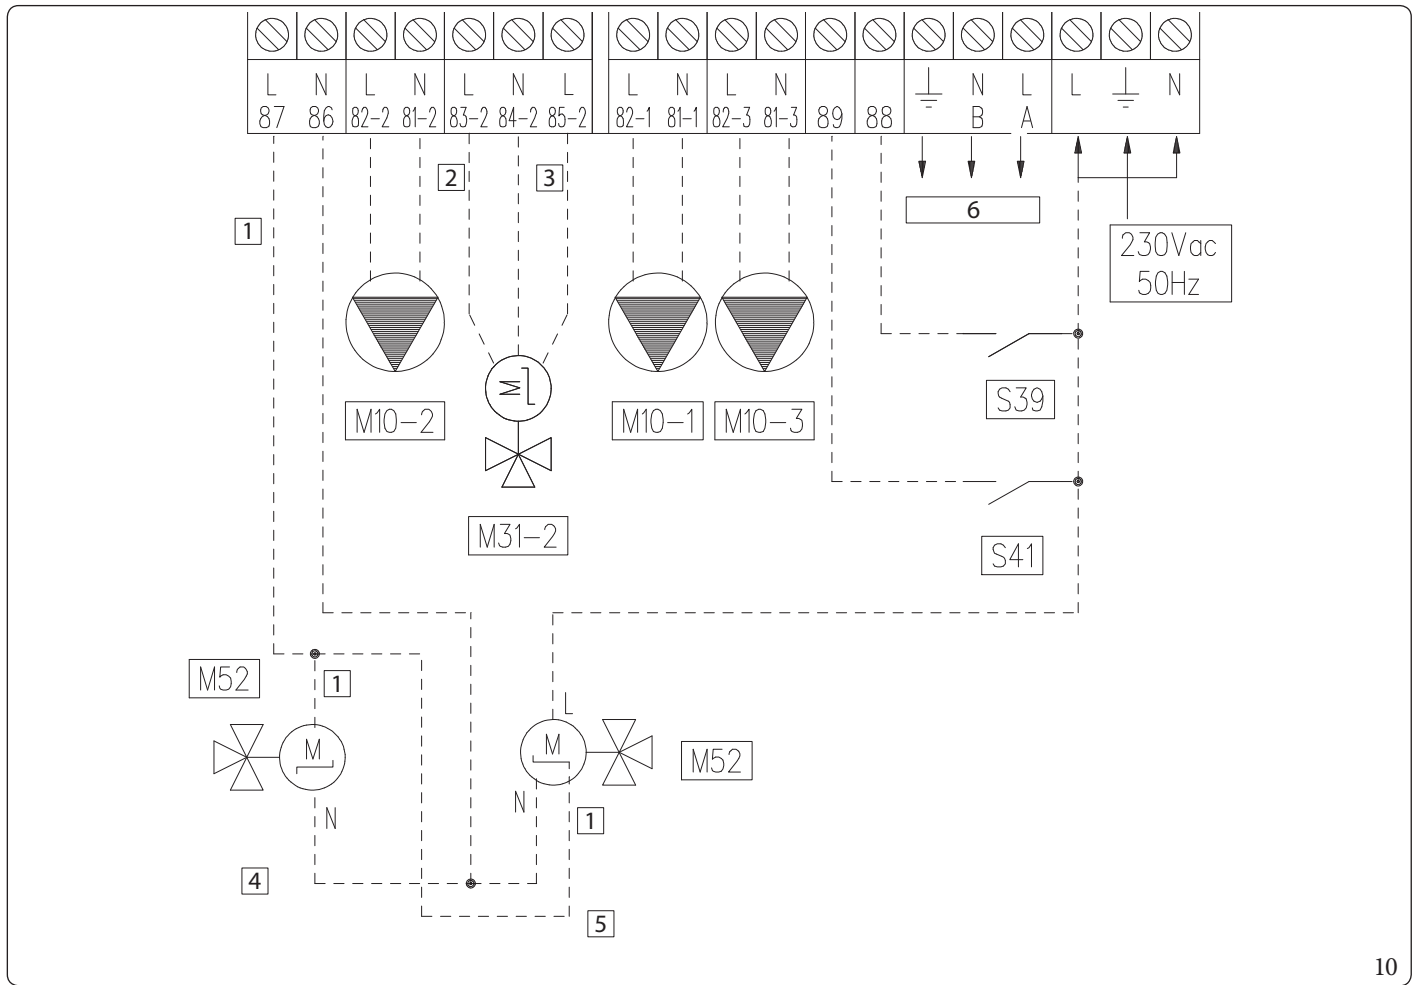 L N L N L N L L N L N N L L N
87 86 82-2 81-2 83-2 84-2 85-2 82-1 81-1 82-3 81-3 89 88 B A
2 3
6
1
230Vac
50Hz
M
S39
M10-2 M10-1 M10-3
M31-2
S41
M52
1
L
M
M
M52
N
N
1
4
5
10